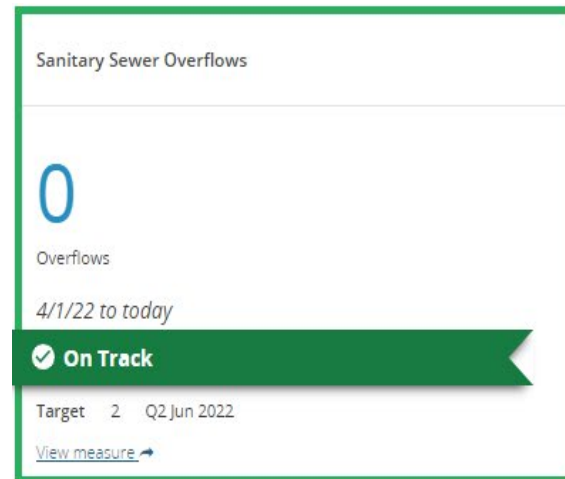 Sanitary Sewer Overflows
0
Overflows
4/1/22 to today
On Track
Target 2 Q2 Jun 2022
View measure